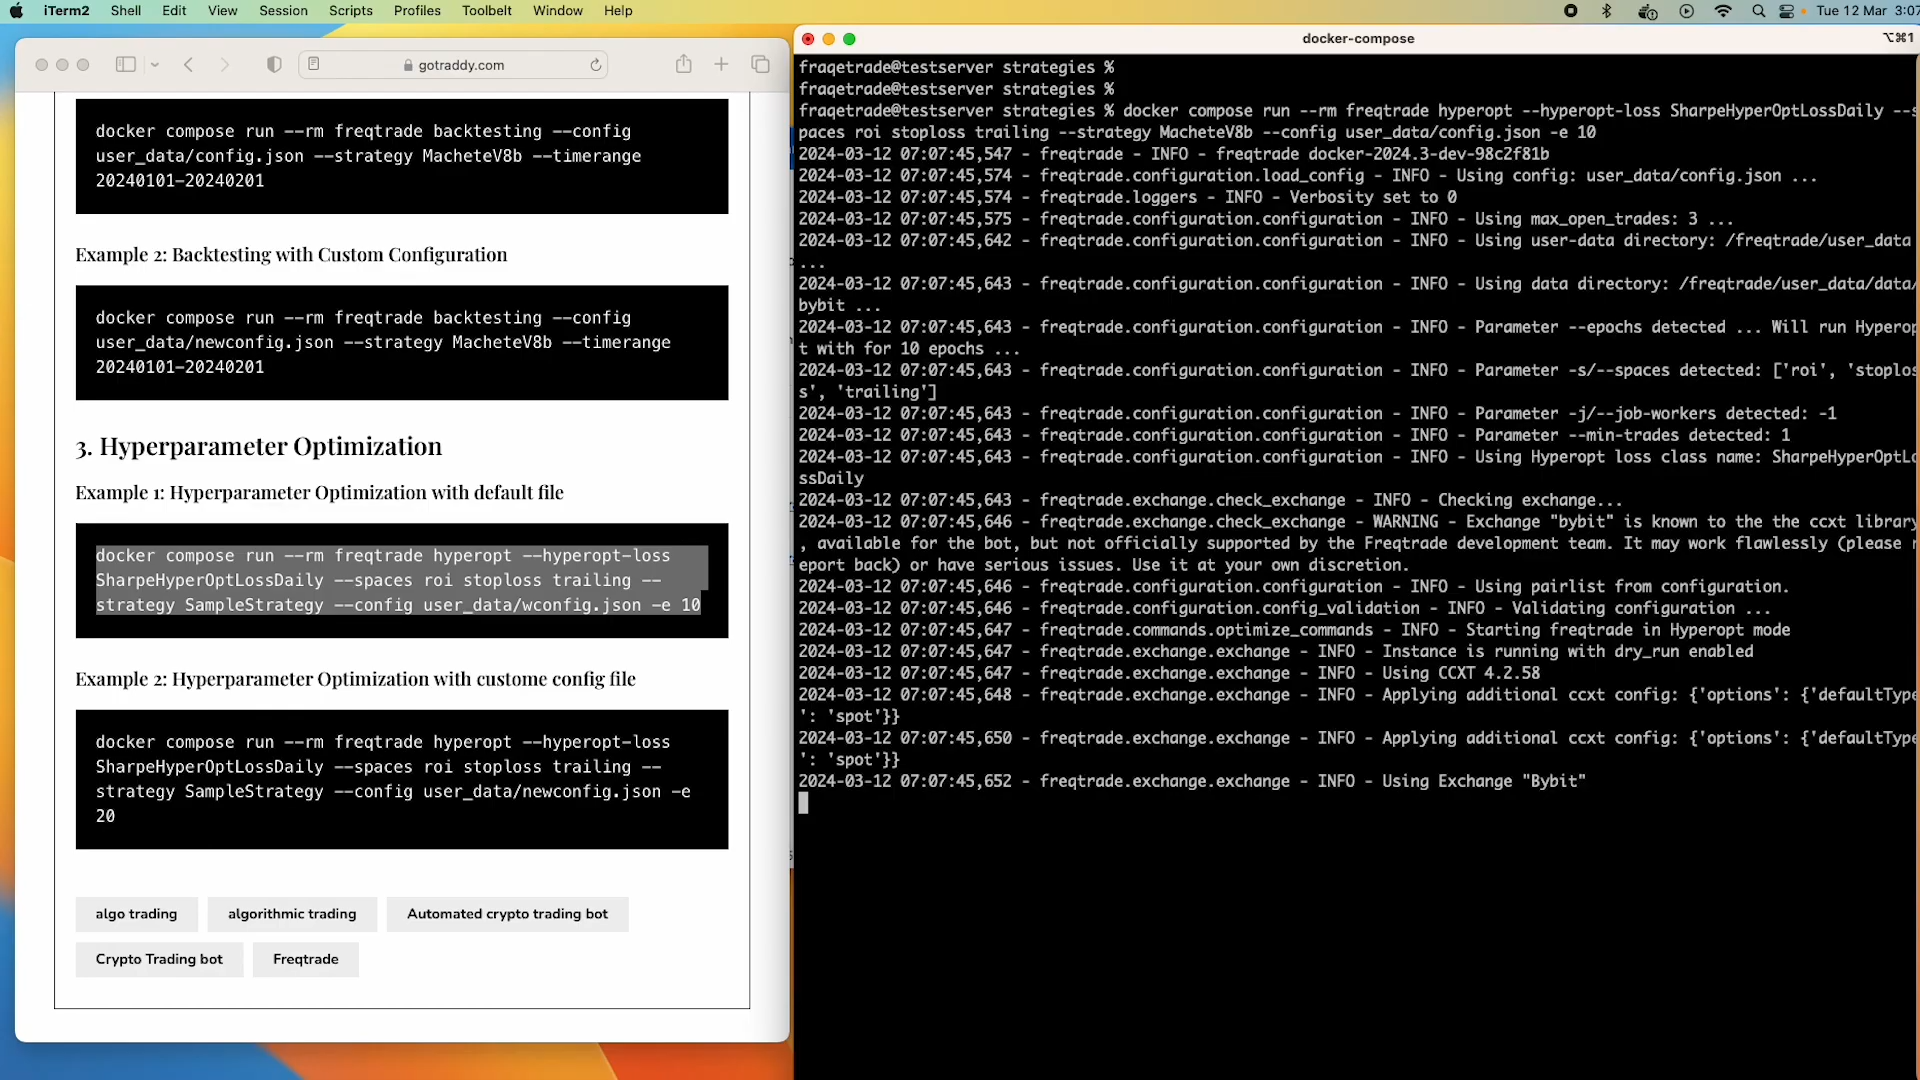 iTerm2 Shell Edit View Session Scripts Profiles Toolbelt Window Help Tue 12 Mar 3:07
gotraddy.com
docker compose run --rm freqtrade backtesting --config
user_data/config.json --strategy MacheteV8b --timerange
20240101-20240201
Example 2: Backtesting with Custom Configuration
docker compose run --rm freqtrade backtesting --config
user_data/newconfig.json --strategy MacheteV8b --timerange
20240101-20240201
3. Hyperparameter Optimization
Example 1: Hyperparameter Optimization with default file
docker compose run --rm freqtrade hyperopt --hyperopt-loss
SharpeHyperOptLossDaily --spaces roi stoploss trailing --
strategy SampleStrategy --config user_data/wconfig.json -e 10
Example 2: Hyperparameter Optimization with custome config file
docker compose run --rm freqtrade hyperopt --hyperopt-loss
SharpeHyperOptLossDaily --spaces roi stoploss trailing --
strategy SampleStrategy --config user_data/newconfig.json -e
20
algo trading algorithmic trading Automated crypto trading bot
Crypto Trading bot Freqtrade
docker-compose ⌥⌘1
fraqetrade@testserver strategies %
fraqetrade@testserver strategies %
fraqetrade@testserver strategies % docker compose run --rm freqtrade hyperopt --hyperopt-loss SharpeHyperOptLossDaily --s
paces roi stoploss trailing --strategy MacheteV8b --config user_data/config.json -e 10
2024-03-12 07:07:45,547 - freqtrade - INFO - freqtrade docker-2024.3-dev-98c2f81b
2024-03-12 07:07:45,574 - freqtrade.configuration.load_config - INFO - Using config: user_data/config.json ...
2024-03-12 07:07:45,574 - freqtrade.loggers - INFO - Verbosity set to 0
2024-03-12 07:07:45,575 - freqtrade.configuration.configuration - INFO - Using max_open_trades: 3 ...
2024-03-12 07:07:45,642 - freqtrade.configuration.configuration - INFO - Using user-data directory: /freqtrade/user_data
...
2024-03-12 07:07:45,643 - freqtrade.configuration.configuration - INFO - Using data directory: /freqtrade/user_data/data/
bybit ...
2024-03-12 07:07:45,643 - freqtrade.configuration.configuration - INFO - Parameter --epochs detected ... Will run Hyperop
t with for 10 epochs ...
2024-03-12 07:07:45,643 - freqtrade.configuration.configuration - INFO - Parameter -s/--spaces detected: ['roi', 'stoplos
s', 'trailing']
2024-03-12 07:07:45,643 - freqtrade.configuration.configuration - INFO - Parameter -j/--job-workers detected: -1
2024-03-12 07:07:45,643 - freqtrade.configuration.configuration - INFO - Parameter --min-trades detected: 1
2024-03-12 07:07:45,643 - freqtrade.configuration.configuration - INFO - Using Hyperopt loss class name: SharpeHyperOptLo
ssDaily
2024-03-12 07:07:45,643 - freqtrade.exchange.check_exchange - INFO - Checking exchange...
2024-03-12 07:07:45,646 - freqtrade.exchange.check_exchange - WARNING - Exchange "bybit" is known to the the ccxt library
, available for the bot, but not officially supported by the Freqtrade development team. It may work flawlessly (please r
eport back) or have serious issues. Use it at your own discretion.
2024-03-12 07:07:45,646 - freqtrade.configuration.configuration - INFO - Using pairlist from configuration.
2024-03-12 07:07:45,646 - freqtrade.configuration.config_validation - INFO - Validating configuration ...
2024-03-12 07:07:45,647 - freqtrade.commands.optimize_commands - INFO - Starting freqtrade in Hyperopt mode
2024-03-12 07:07:45,647 - freqtrade.exchange.exchange - INFO - Instance is running with dry_run enabled
2024-03-12 07:07:45,647 - freqtrade.exchange.exchange - INFO - Using CCXT 4.2.58
2024-03-12 07:07:45,648 - freqtrade.exchange.exchange - INFO - Applying additional ccxt config: {'options': {'defaultType
': 'spot'}}
2024-03-12 07:07:45,650 - freqtrade.exchange.exchange - INFO - Applying additional ccxt config: {'options': {'defaultType
': 'spot'}}
2024-03-12 07:07:45,652 - freqtrade.exchange.exchange - INFO - Using Exchange "Bybit"